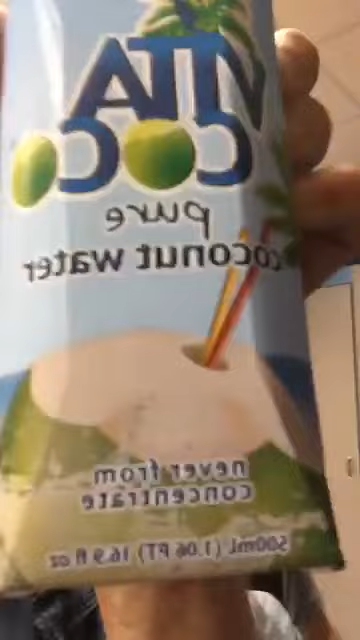 VITA
COCO
pure
coconut water
never from
concentrate
500mL (1.06 PT) 16.9 fl oz